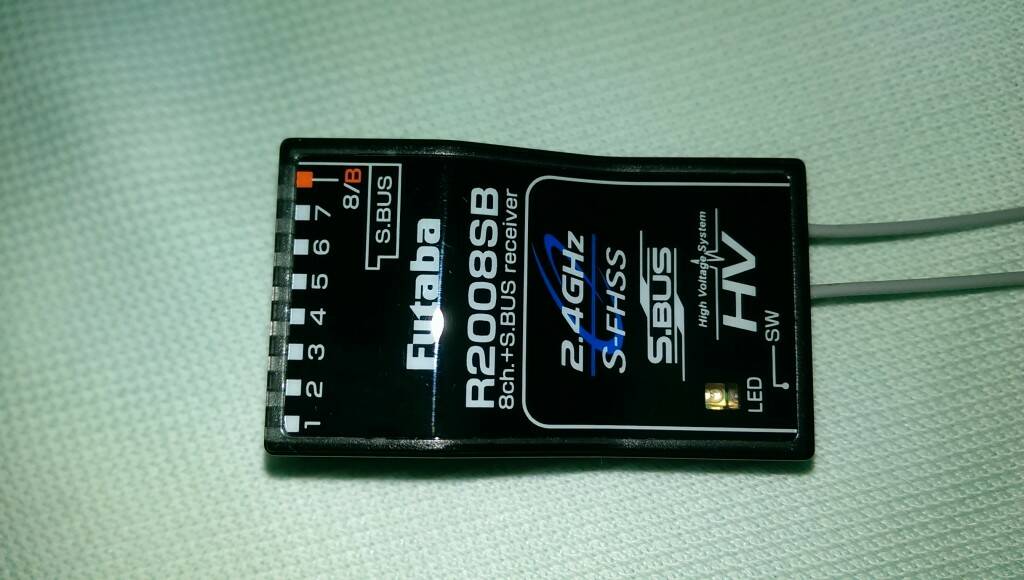 1 2 3 4 5 6 7 8/B
S.BUS
Futaba
R2008SB
8ch.+S.BUS receiver
2.4GHz
S-FHSS
S.BUS
High Voltage System
HV
LED
SW